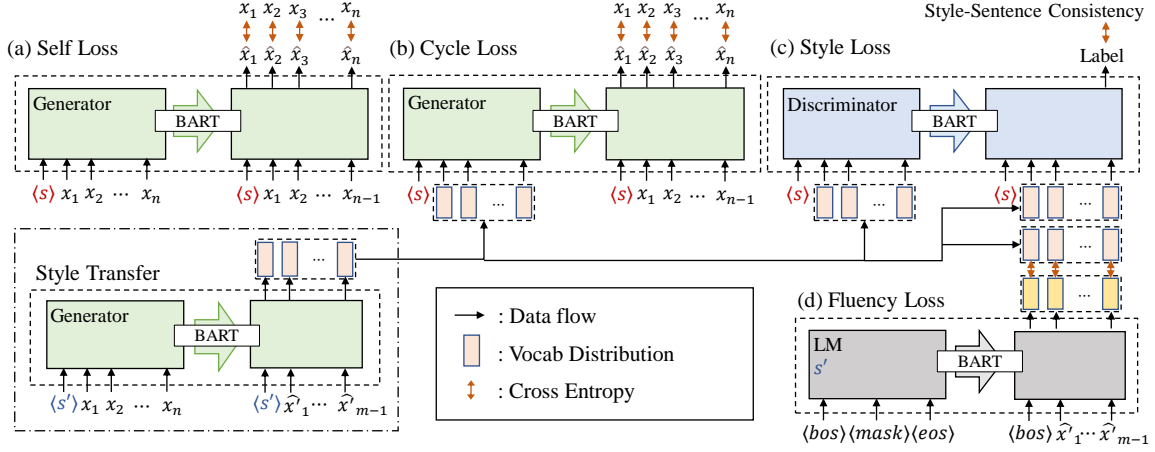 (a) Self Loss
x₁ x₂ x₃ ... xₙ
x̂₁ x̂₂ x̂₃ x̂ₙ
Generator
BART
⟨s⟩ x₁ x₂ ... xₙ
⟨s⟩ x₁ x₂ ... xₙ₋₁
(b) Cycle Loss
x₁ x₂ x₃ ... xₙ
x̂₁ x̂₂ x̂₃ x̂ₙ
Generator
BART
⟨s⟩ ...
⟨s⟩ x₁ x₂ ... xₙ₋₁
(c) Style Loss
Style-Sentence Consistency
Label
Discriminator
BART
⟨s⟩ ...
⟨s⟩ ...
...
...
Style Transfer
...
Generator
BART
⟨s'⟩ x₁ x₂ ... xₙ
⟨s'⟩ x̂'₁ ... x̂'ₘ₋₁
: Data flow
: Vocab Distribution
: Cross Entropy
(d) Fluency Loss
LM
s'
BART
⟨bos⟩ ⟨mask⟩ ⟨eos⟩
⟨bos⟩ x̂'₁ ... x̂'ₘ₋₁